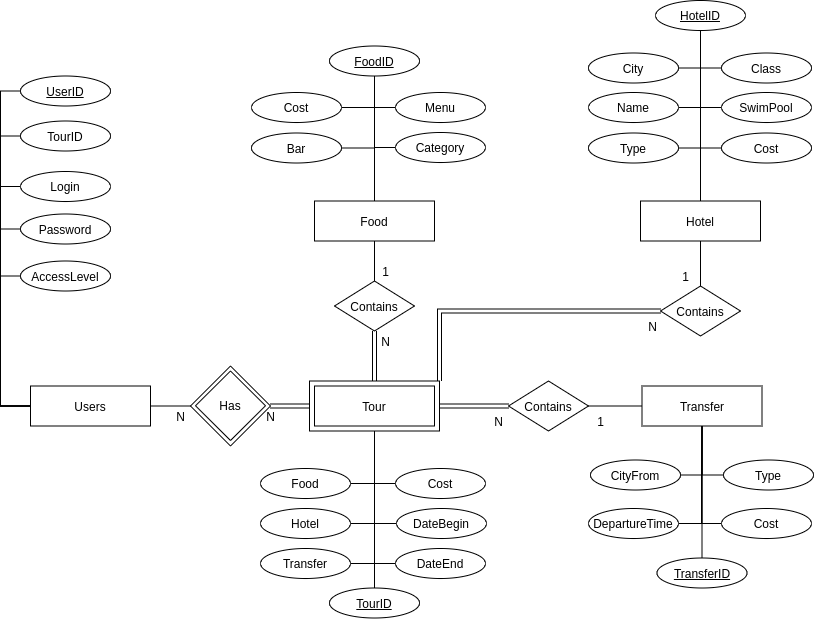 HotelID
FoodID
City
Class
UserID
Cost
Menu
Name
SwimPool
TourID
Bar
Category
Type
Cost
Login
Password
Food
Hotel
AccessLevel
1
1
Contains
Contains
N
N
Users
N
Has
N
Tour
N
Contains
1
Transfer
Food
Cost
CityFrom
Type
Hotel
DateBegin
DepartureTime
Cost
Transfer
DateEnd
TransferID
TourID